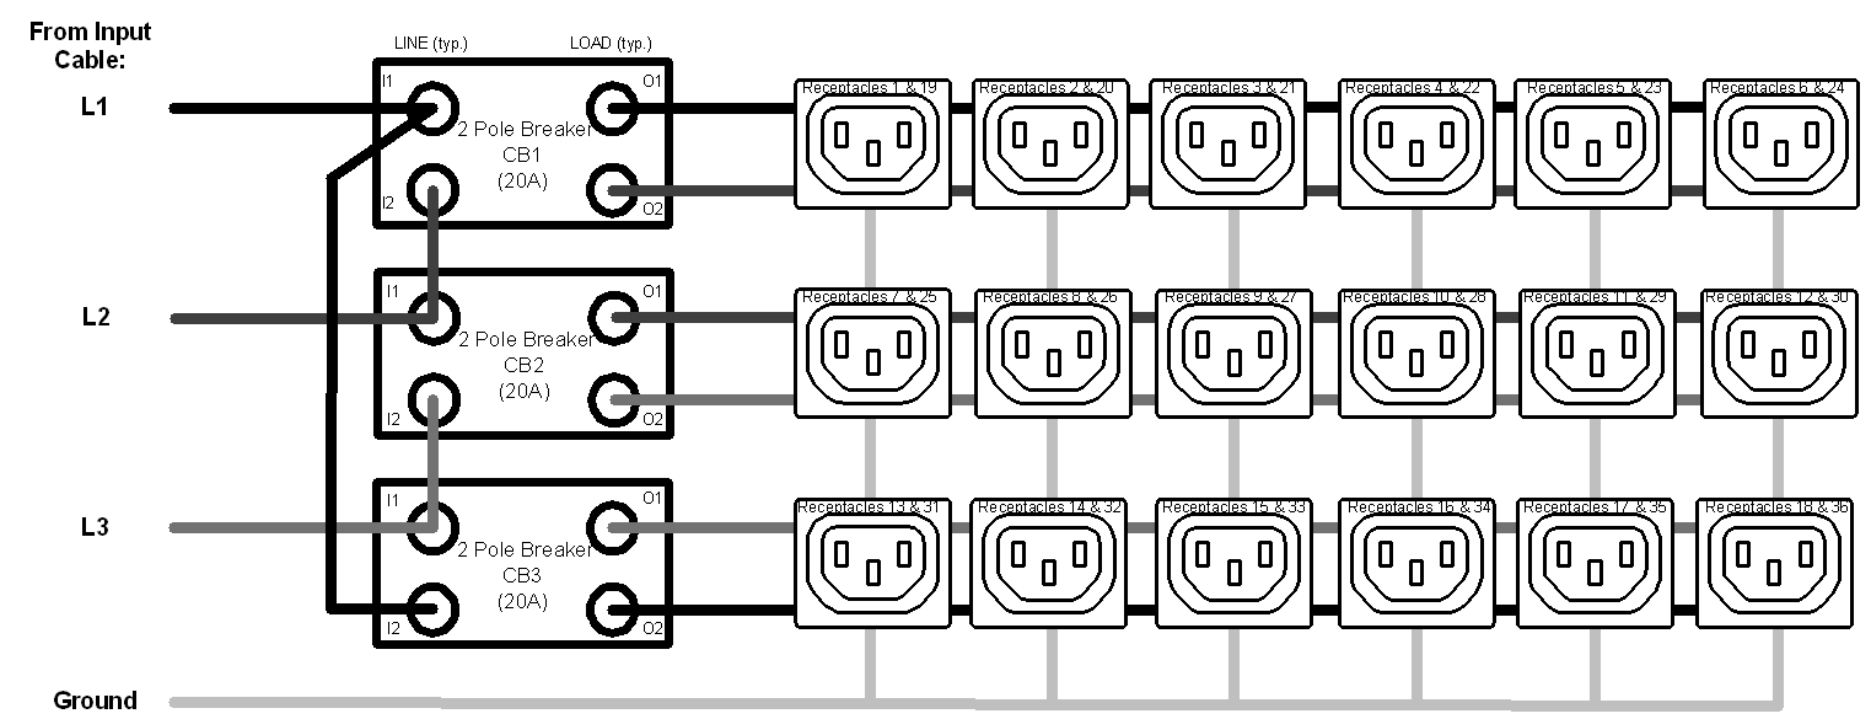 From Input
Cable:
LINE (typ.)
LOAD (typ.)
L1
I1
O1
2 Pole Breaker
CB1
(20A)
I2
O2
Receptacles 1 & 19
Receptacles 2 & 20
Receptacles 3 & 21
Receptacles 4 & 22
Receptacles 5 & 23
Receptacles 6 & 24
L2
I1
O1
2 Pole Breaker
CB2
(20A)
I2
O2
Receptacles 7 & 25
Receptacles 8 & 26
Receptacles 9 & 27
Receptacles 10 & 28
Receptacles 11 & 29
Receptacles 12 & 30
L3
I1
O1
2 Pole Breaker
CB3
(20A)
I2
O2
Receptacles 13 & 31
Receptacles 14 & 32
Receptacles 15 & 33
Receptacles 16 & 34
Receptacles 17 & 35
Receptacles 18 & 36
Ground